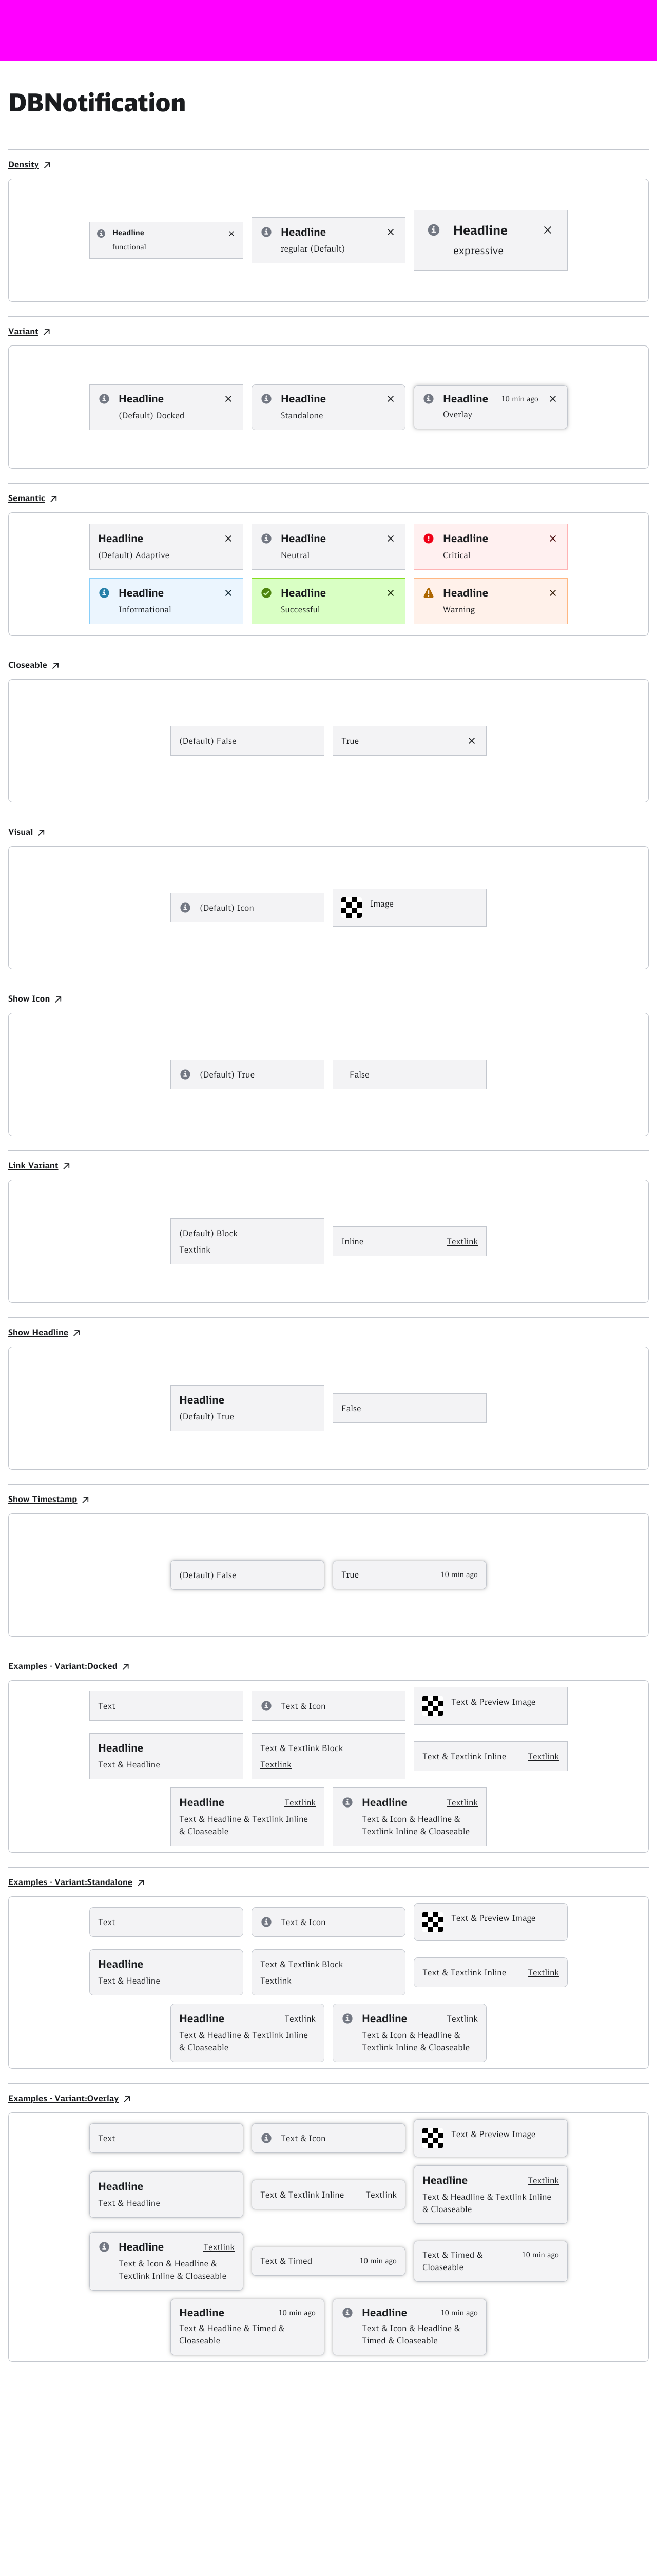 DBNotification
Density
Headline
functional
Headline
regular (Default)
Headline
expressive
Variant
Headline
(Default) Docked
Headline
Standalone
Headline 10 min ago
Overlay
Semantic
Headline
(Default) Adaptive
Headline
Neutral
Headline
Critical
Headline
Informational
Headline
Successful
Headline
Warning
Closeable
(Default) False
True
Visual
(Default) Icon
Image
Show Icon
(Default) True
False
Link Variant
(Default) Block
Textlink
Inline Textlink
Show Headline
Headline
(Default) True
False
Show Timestamp
(Default) False
True 10 min ago
Examples - Variant:Docked
Text
Text & Icon
Text & Preview Image
Headline
Text & Headline
Text & Textlink Block
Textlink
Text & Textlink Inline Textlink
Headline Textlink
Text & Headline & Textlink Inline
& Cloaseable
Headline Textlink
Text & Icon & Headline &
Textlink Inline & Cloaseable
Examples - Variant:Standalone
Text
Text & Icon
Text & Preview Image
Headline
Text & Headline
Text & Textlink Block
Textlink
Text & Textlink Inline Textlink
Headline Textlink
Text & Headline & Textlink Inline
& Cloaseable
Headline Textlink
Text & Icon & Headline &
Textlink Inline & Cloaseable
Examples - Variant:Overlay
Text
Text & Icon
Text & Preview Image
Headline
Text & Headline
Text & Textlink Inline Textlink
Headline Textlink
Text & Headline & Textlink Inline
& Cloaseable
Headline Textlink
Text & Icon & Headline &
Textlink Inline & Cloaseable
Text & Timed 10 min ago
Text & Timed & 10 min ago
Cloaseable
Headline 10 min ago
Text & Headline & Timed &
Cloaseable
Headline 10 min ago
Text & Icon & Headline &
Timed & Cloaseable